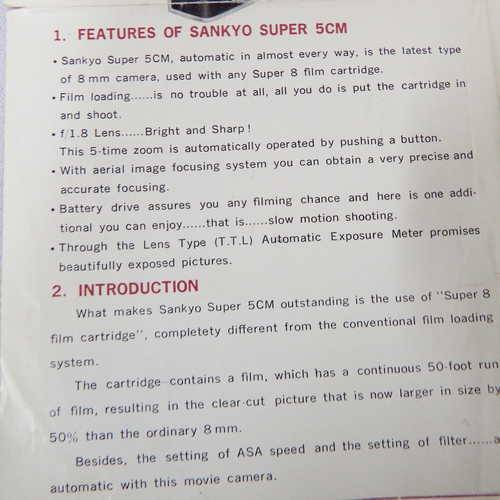 1. FEATURES OF SANKYO SUPER 5CM
• Sankyo Super 5CM, automatic in almost every way, is the latest type
of 8 mm camera, used with any Super 8 film cartridge.
• Film loading......is no trouble at all, all you do is put the cartridge in
and shoot.
• f/1.8 Lens......Bright and Sharp!
This 5-time zoom is automatically operated by pushing a button.
• With aerial image focusing system you can obtain a very precise and
accurate focusing.
• Battery drive assures you any filming chance and here is one addi-
tional you can enjoy......that is......slow motion shooting.
• Through the Lens Type (T.T.L) Automatic Exposure Meter promises
beautifully exposed pictures.
2. INTRODUCTION
What makes Sankyo Super 5CM outstanding is the use of "Super 8
film cartridge", completety different from the conventional film loading
system.
The cartridge contains a film, which has a continuous 50-foot run
of film, resulting in the clear-cut picture that is now larger in size by
50% than the ordinary 8 mm.
Besides, the setting of ASA speed and the setting of filter......a
automatic with this movie camera.